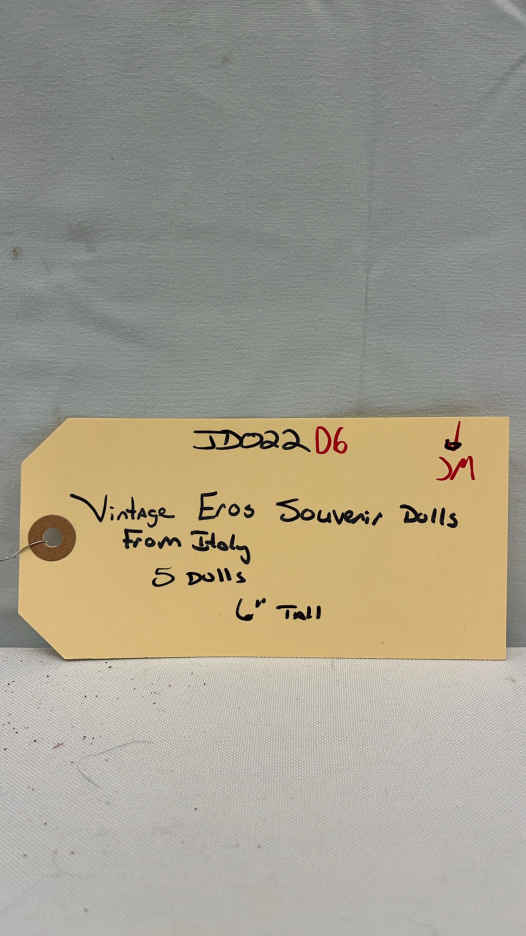 JD022 D6
JM
Vintage Eros Souvenir Dolls
From Italy
5 Dolls
6" Tall